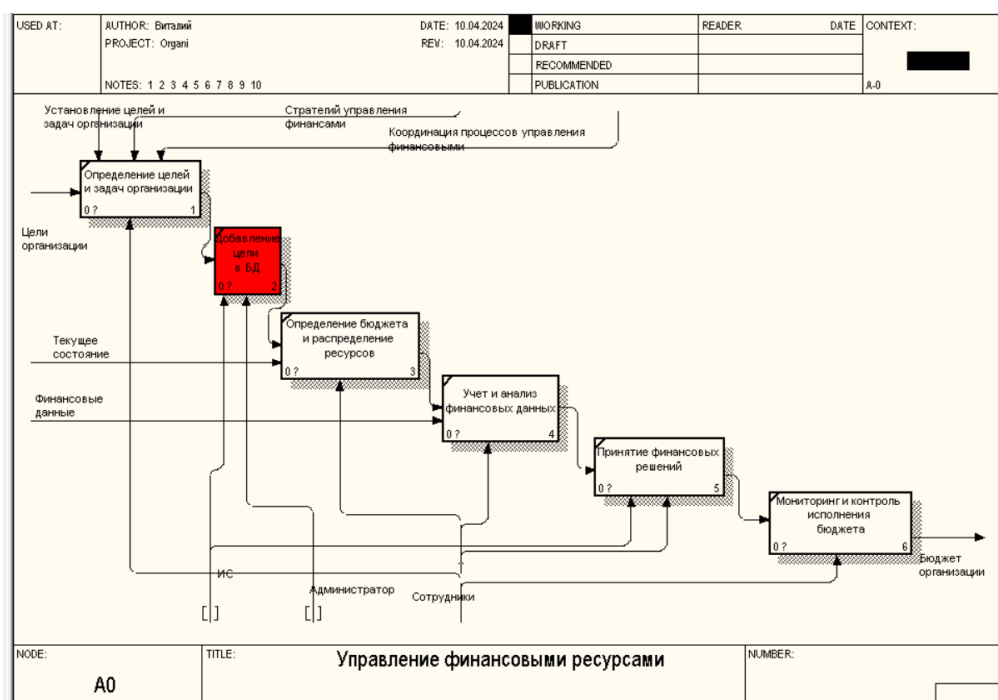 USED AT:
AUTHOR: Виталий
DATE: 10.04.2024
WORKING
READER
DATE
CONTEXT:
PROJECT: Organi
REV: 10.04.2024
DRAFT
RECOMMENDED
NOTES: 1 2 3 4 5 6 7 8 9 10
PUBLICATION
A-0
Установление целей и
задач организации
Стратегий управления
финансами
Координация процессов управления
финансовыми
Определение целей
и задач организации
0 ?
1
Цели
организации
Добавление
цели
в БД
0 ?
2
Определение бюджета
и распределение
ресурсов
0 ?
3
Текущее
состояние
Учет и анализ
финансовых данных
0 ?
4
Финансовые
данные
Принятие финансовых
решений
0 ?
5
Мониторинг и контроль
исполнения
бюджета
0 ?
6
Бюджет
организации
ИС
Администратор
Сотрудники
NODE:
TITLE:
Управление финансовыми ресурсами
NUMBER:
A0